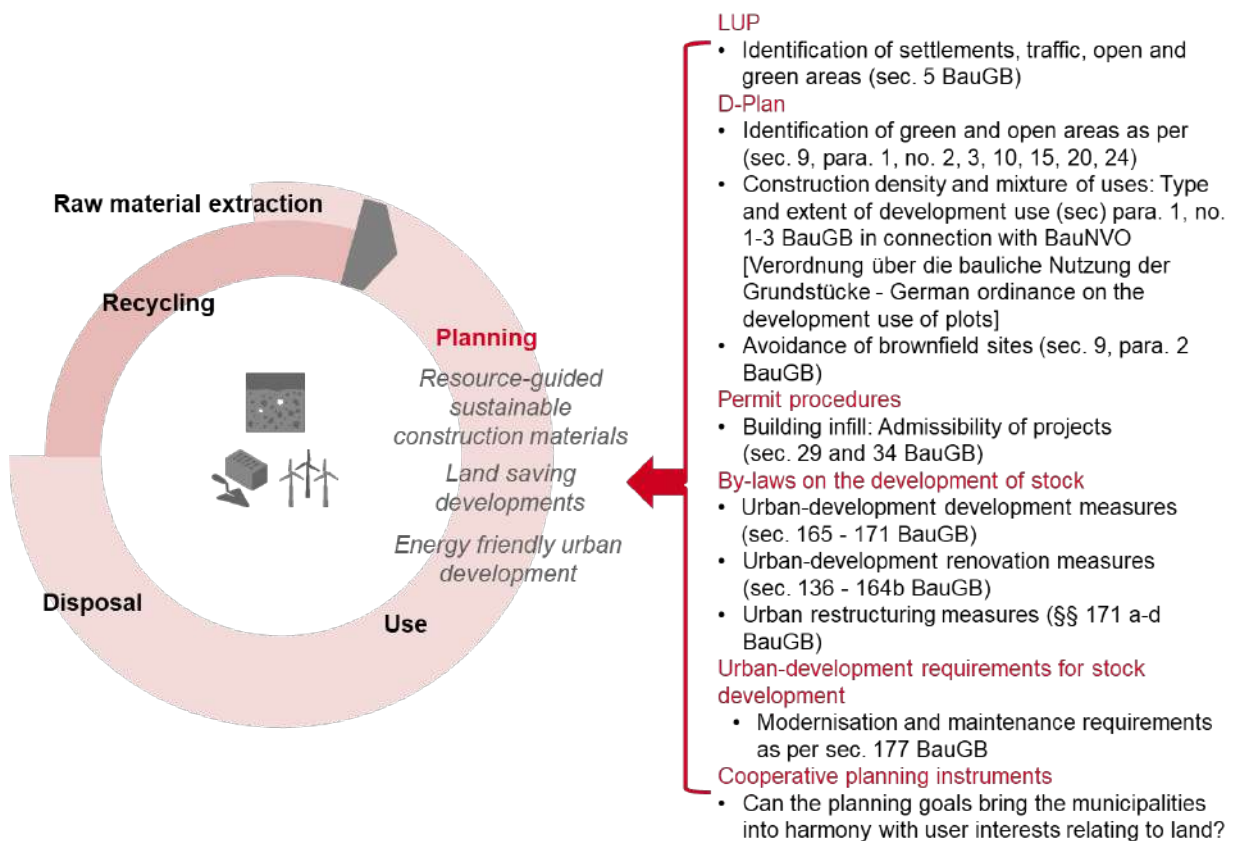 Raw material extraction
Recycling
Planning
Resource-guided
sustainable
construction materials
Land saving
developments
Energy friendly urban
development
Use
Disposal
LUP
• Identification of settlements, traffic, open and
green areas (sec. 5 BauGB)
D-Plan
• Identification of green and open areas as per
(sec. 9, para. 1, no. 2, 3, 10, 15, 20, 24)
• Construction density and mixture of uses: Type
and extent of development use (sec) para. 1, no.
1-3 BauGB in connection with BauNVO
[Verordnung über die bauliche Nutzung der
Grundstücke - German ordinance on the
development use of plots]
• Avoidance of brownfield sites (sec. 9, para. 2
BauGB)
Permit procedures
• Building infill: Admissibility of projects
(sec. 29 and 34 BauGB)
By-laws on the development of stock
• Urban-development development measures
(sec. 165 - 171 BauGB)
• Urban-development renovation measures
(sec. 136 - 164b BauGB)
• Urban restructuring measures (§§ 171 a-d
BauGB)
Urban-development requirements for stock
development
• Modernisation and maintenance requirements
as per sec. 177 BauGB
Cooperative planning instruments
• Can the planning goals bring the municipalities
into harmony with user interests relating to land?